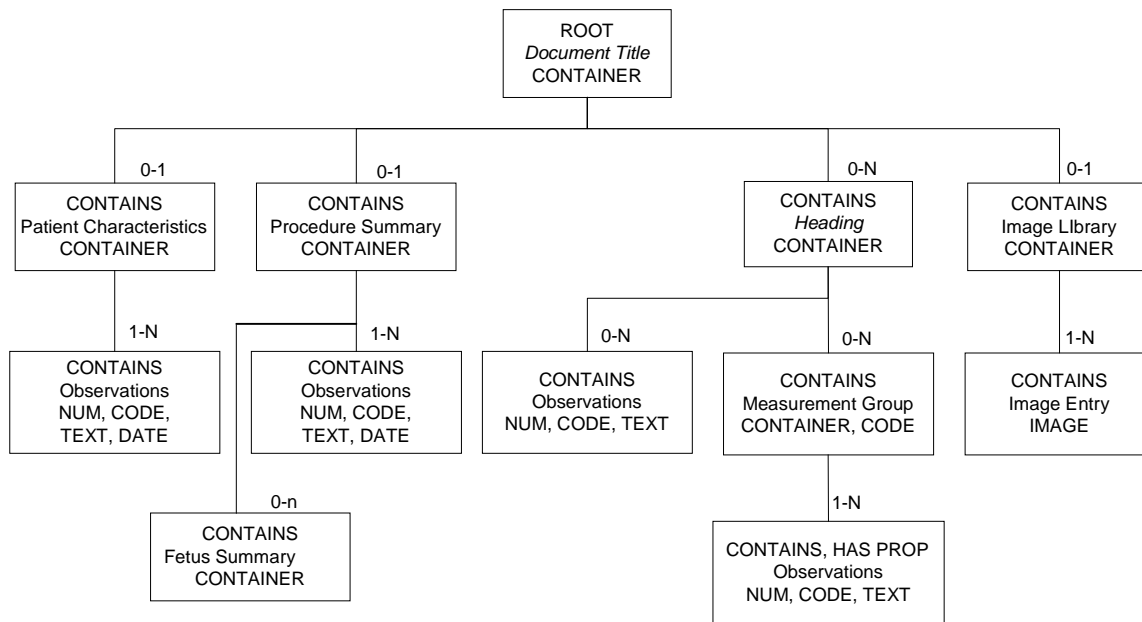 ROOT
Document Title
CONTAINER
0-1
CONTAINS
Patient Characteristics
CONTAINER
0-1
CONTAINS
Procedure Summary
CONTAINER
0-N
CONTAINS
Heading
CONTAINER
0-1
CONTAINS
Image LIbrary
CONTAINER
1-N
CONTAINS
Observations
NUM, CODE,
TEXT, DATE
1-N
CONTAINS
Observations
NUM, CODE,
TEXT, DATE
0-N
CONTAINS
Observations
NUM, CODE, TEXT
0-N
CONTAINS
Measurement Group
CONTAINER, CODE
1-N
CONTAINS
Image Entry
IMAGE
0-n
CONTAINS
Fetus Summary
CONTAINER
1-N
CONTAINS, HAS PROP
Observations
NUM, CODE, TEXT